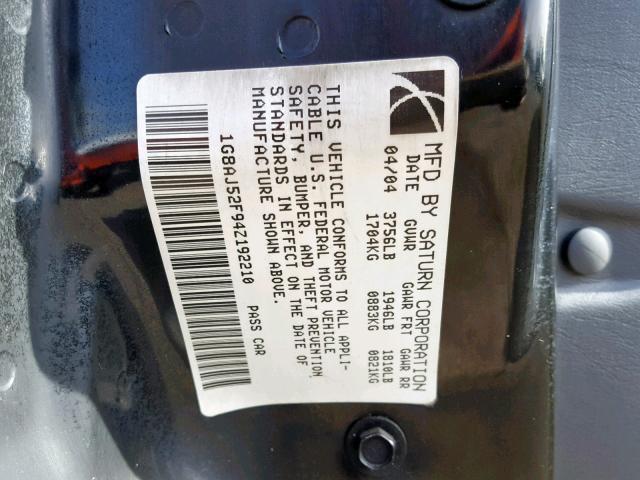 MFD BY SATURN CORPORATION
DATE GVWR GAWR FRT GAWR RR
04/04 3756LB 1946LB 1810LB
1704KG 0883KG 0821KG
THIS VEHICLE CONFORMS TO ALL APPLI-
CABLE U.S. FEDERAL MOTOR VEHICLE
SAFETY, BUMPER, AND THEFT PREVENTION
STANDARDS IN EFFECT ON THE DATE OF
MANUFACTURE SHOWN ABOVE.
1G8AJ52F94Z192210 PASS CAR